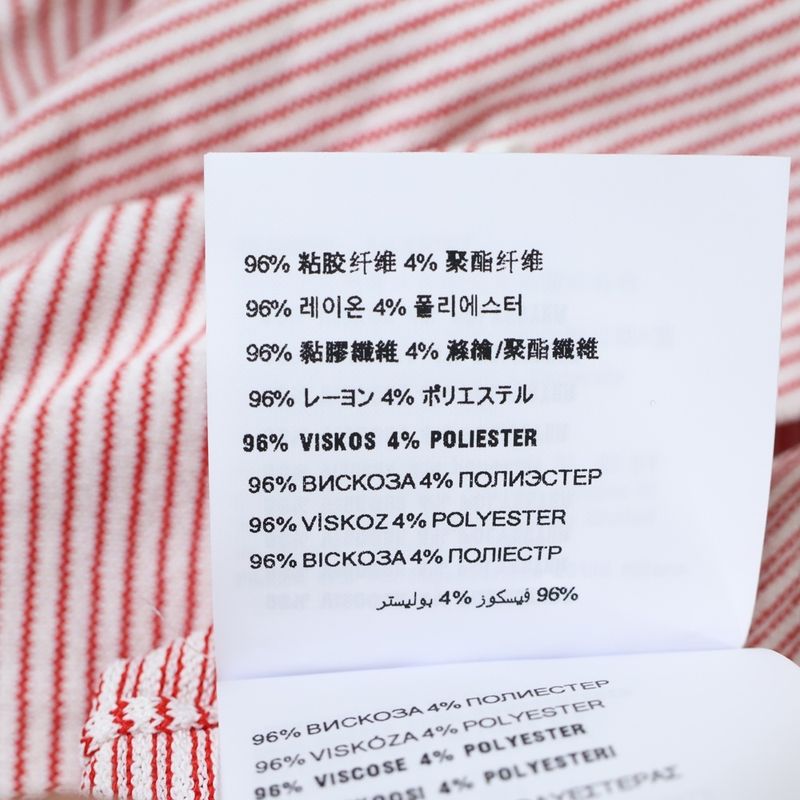 96% 粘胶纤维 4% 聚酯纤维
96% 레이온 4% 폴리에스터
96% 黏膠纖維 4% 滌綸/聚酯纖維
96% レーヨン 4% ポリエステル
96% VISKOS 4% POLIESTER
96% ВИСКОЗА 4% ПОЛИЭСТЕР
96% VİSKOZ 4% POLYESTER
96% ВІСКОЗА 4% ПОЛІЕСТР
96% فيسكوز 4% بوليستر
96% ВИСКОЗА 4% ПОЛИЕСТЕР
96% VISKÓZA 4% POLYESTER
96% VISCOSE 4% POLYESTER
4% POLYESTERI